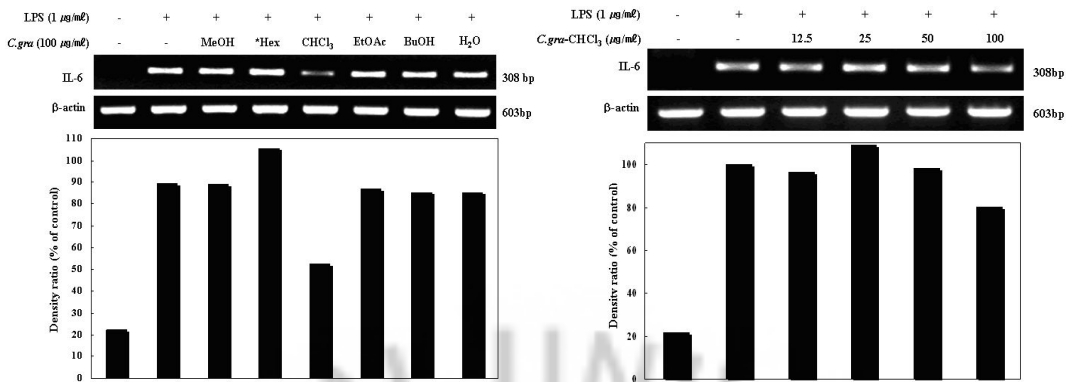 LPS (1 ㎍/㎖) - + + + + + + +
C.gra (100 ㎍/㎖) - - MeOH *Hex CHCl₃ EtOAc BuOH H₂O
IL-6 308 bp
β-actin 603bp
Density ratio (% of control)
110
100
90
80
70
60
50
40
30
20
10
0
LPS (1 ㎍/㎖) - + + + + +
C.gra-CHCl₃ (㎍/㎖) - - 12.5 25 50 100
IL-6 308bp
β-actin 603bp
Density ratio (% of control)
100
80
60
40
20
0